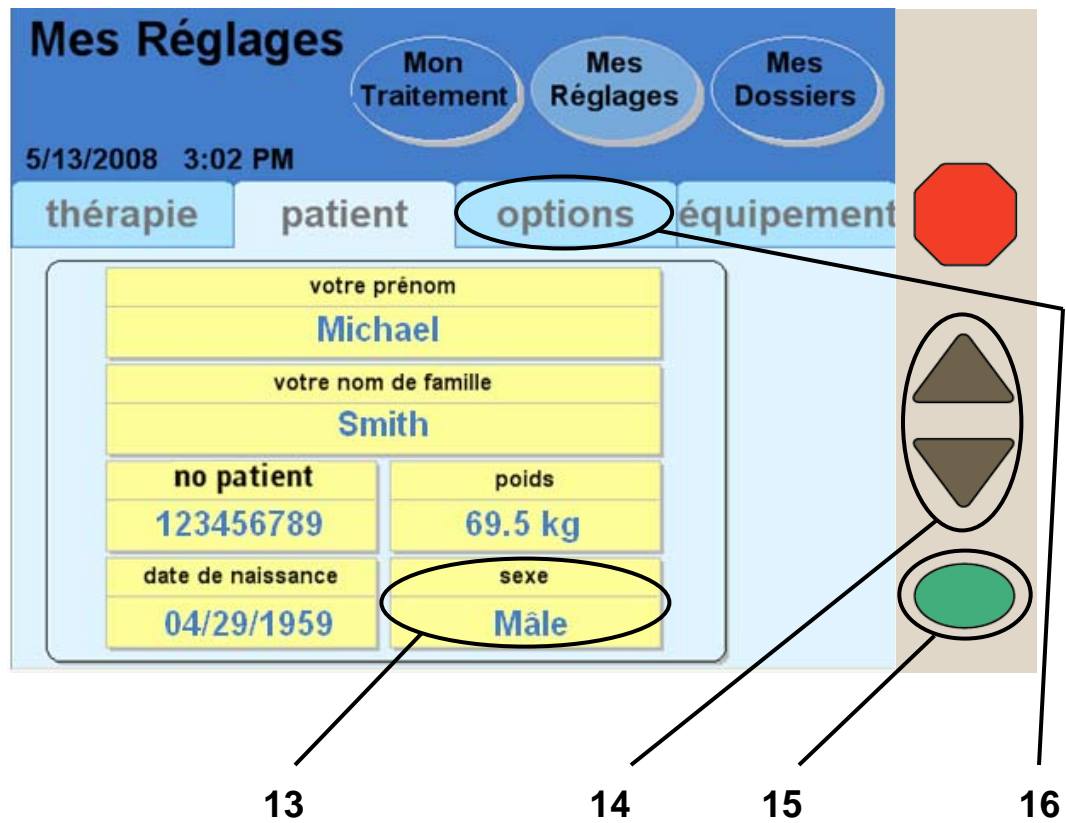 Mes Réglages
Mon
Traitement
Mes
Réglages
Mes
Dossiers
5/13/2008 3:02 PM
thérapie patient options équipement
votre prénom
Michael
votre nom de famille
Smith
no patient poids
123456789 69.5 kg
date de naissance sexe
04/29/1959 Mâle
13 14 15 16